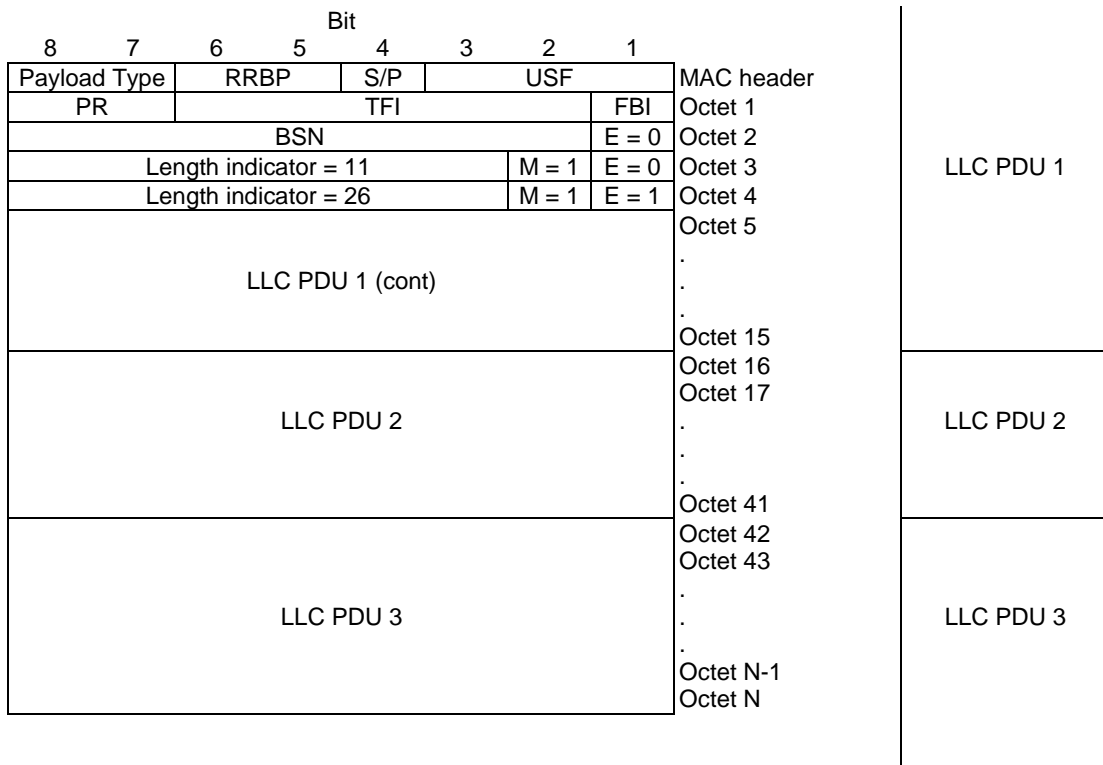 Bit
8 7 6 5 4 3 2 1
Payload Type RRBP S/P USF MAC header
PR TFI FBI Octet 1
BSN E = 0 Octet 2
Length indicator = 11 M = 1 E = 0 Octet 3 LLC PDU 1
Length indicator = 26 M = 1 E = 1 Octet 4
Octet 5
.
LLC PDU 1 (cont) .
.
Octet 15
Octet 16
Octet 17
LLC PDU 2 . LLC PDU 2
.
.
Octet 41
Octet 42
Octet 43
.
LLC PDU 3 . LLC PDU 3
.
Octet N-1
Octet N